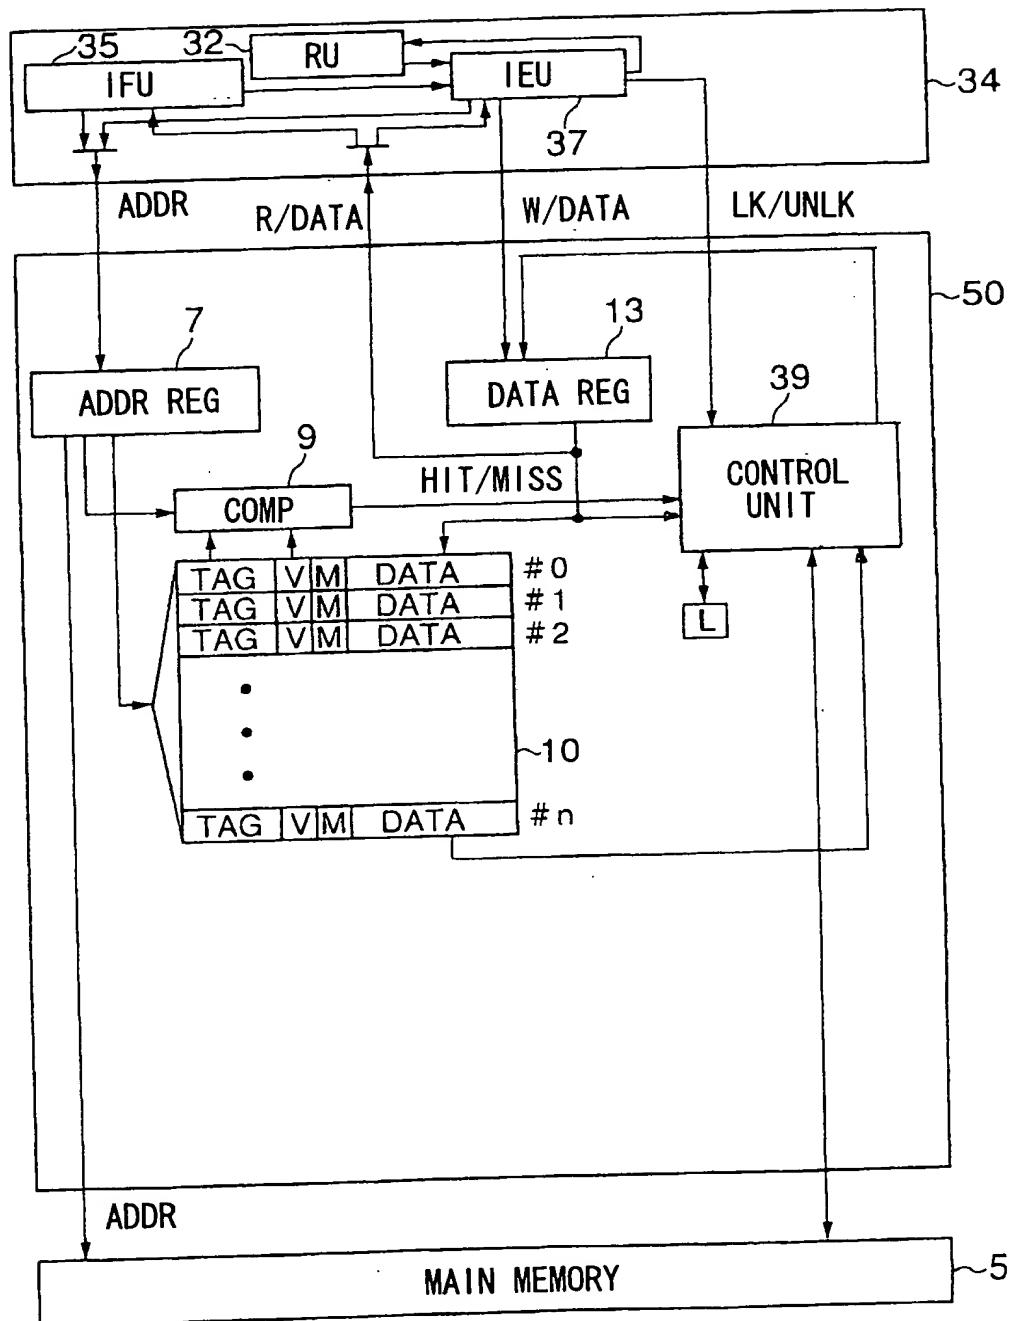 35
32
RU
IFU
IEU
34
37
ADDR
R/DATA
W/DATA
LK/UNLK
50
7
13
ADDR REG
DATA REG
39
9
HIT/MISS
CONTROL
UNIT
COMP
TAG V M DATA #0
TAG V M DATA #1
TAG V M DATA #2
L
10
TAG V M DATA #n
ADDR
MAIN MEMORY
5